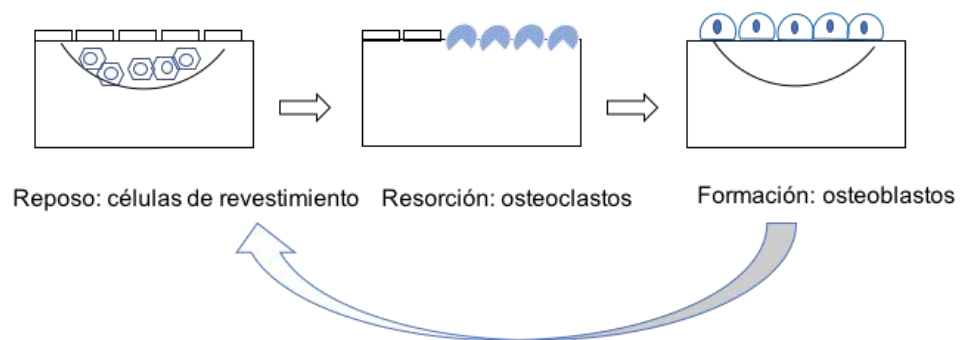 Reposo: células de revestimiento
Resorción: osteoclastos
Formación: osteoblastos